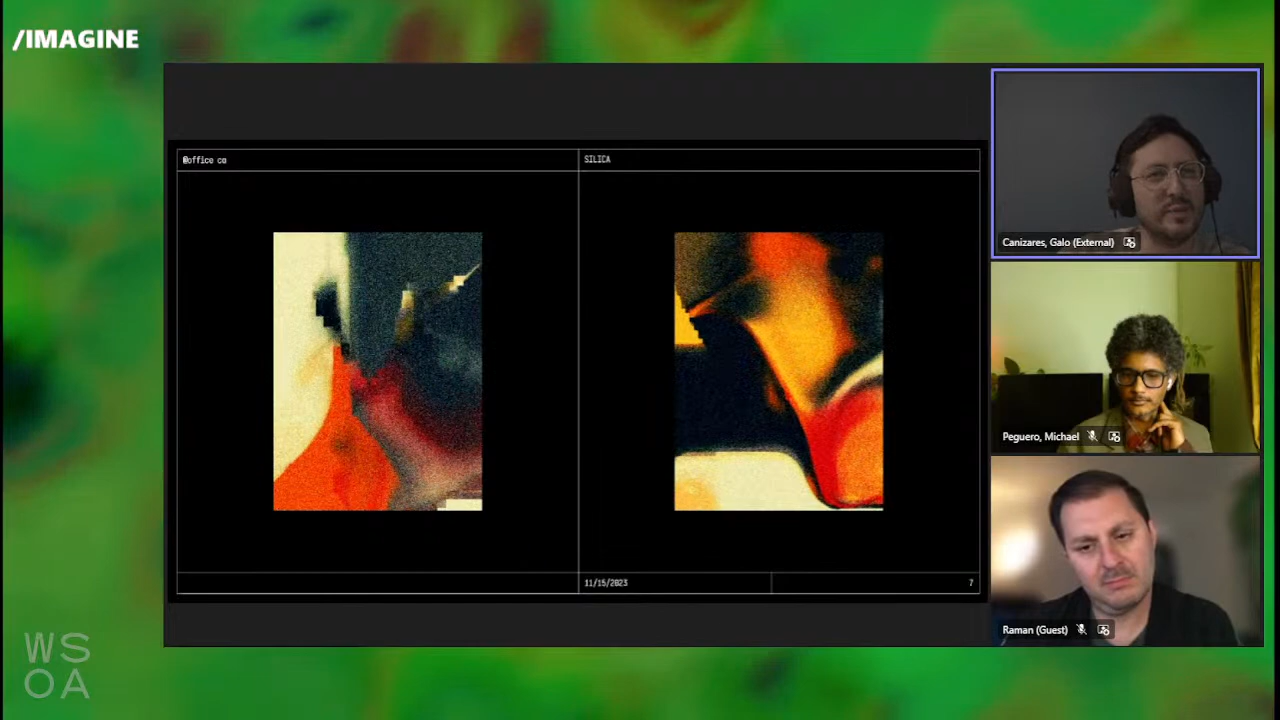 /IMAGINE
@office ca
SILICA
11/15/2023
7
Canizares, Galo (External)
Peguero, Michael
Raman (Guest)
WS
OA